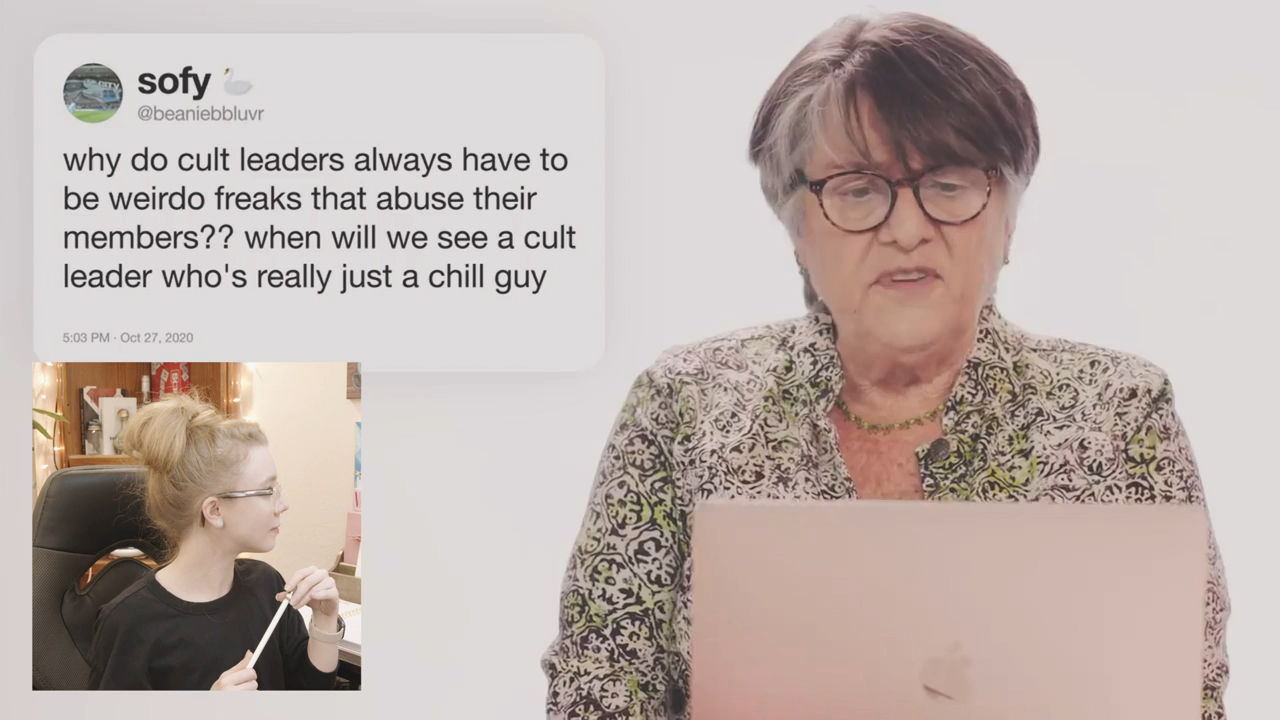 sofy 🦢
@beaniebbluvr
why do cult leaders always have to
be weirdo freaks that abuse their
members?? when will we see a cult
leader who's really just a chill guy
5:03 PM · Oct 27, 2020